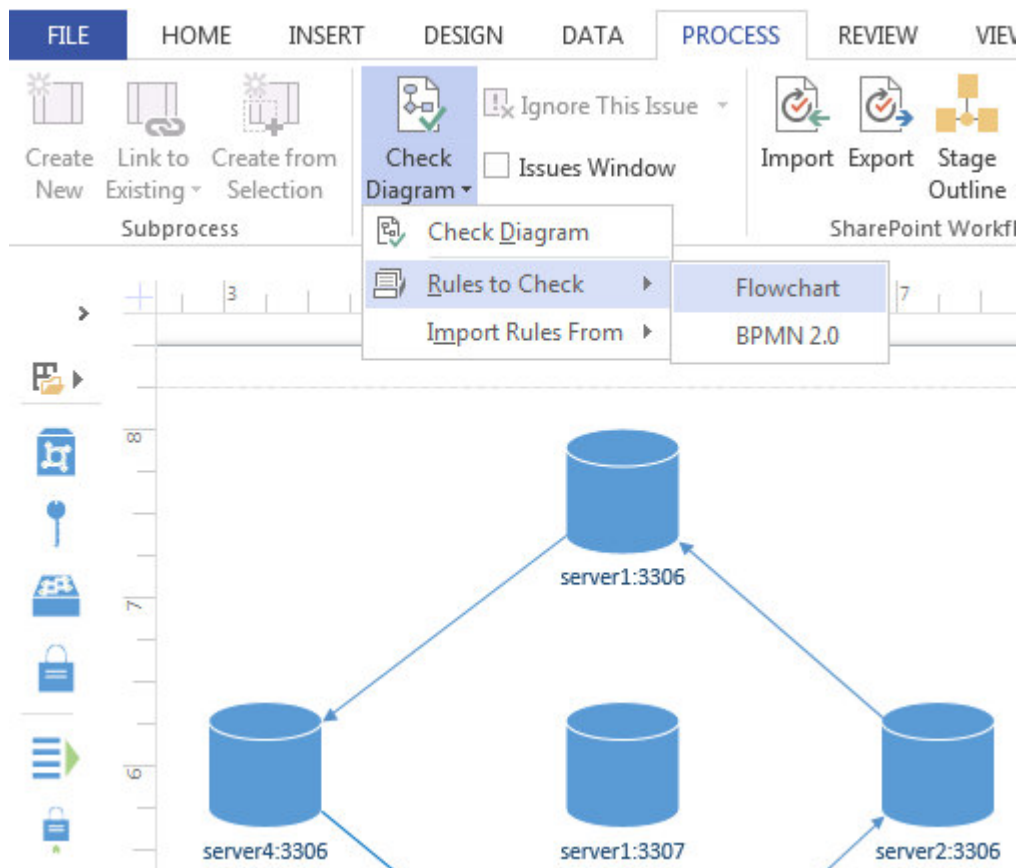 FILE HOME INSERT DESIGN DATA PROCESS REVIEW
Ignore This Issue
Create New
Link to Existing
Create from Selection
Check Diagram
Issues Window
Import
Export
Stage Outline
Subprocess
SharePoint
Check Diagram
Rules to Check
Flowchart
Import Rules From
BPMN 2.0
3
7
8
server1:3306
7
6
server4:3306
server1:3307
server2:3306